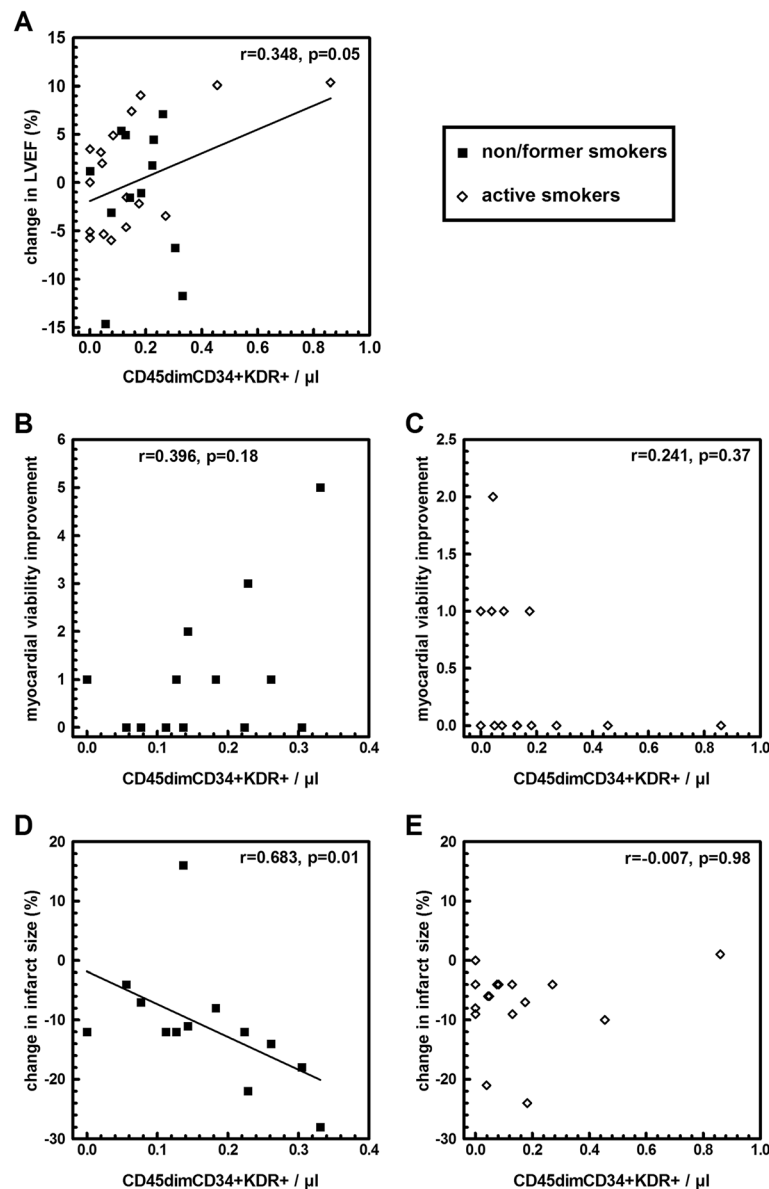 A
r=0.348, p=0.05
15
10
5
0
-5
-10
-15
change in LVEF (%)
0.0 0.2 0.4 0.6 0.8 1.0
CD45dimCD34+KDR+ / µl
non/former smokers
active smokers
B
r=0.396, p=0.18
6
5
4
3
2
1
0
myocardial viability improvement
0.0 0.1 0.2 0.3 0.4
CD45dimCD34+KDR+ / µl
C
r=0.241, p=0.37
2.5
2.0
1.5
1.0
0.5
0.0
myocardial viability improvement
0.0 0.2 0.4 0.6 0.8 1.0
CD45dimCD34+KDR+ / µl
D
r=0.683, p=0.01
20
10
0
-10
-20
-30
change in infarct size (%)
0.0 0.1 0.2 0.3 0.4
CD45dimCD34+KDR+ / µl
E
r=-0.007, p=0.98
20
10
0
-10
-20
-30
change in infarct size (%)
0.0 0.2 0.4 0.6 0.8 1.0
CD45dimCD34+KDR+ / µl